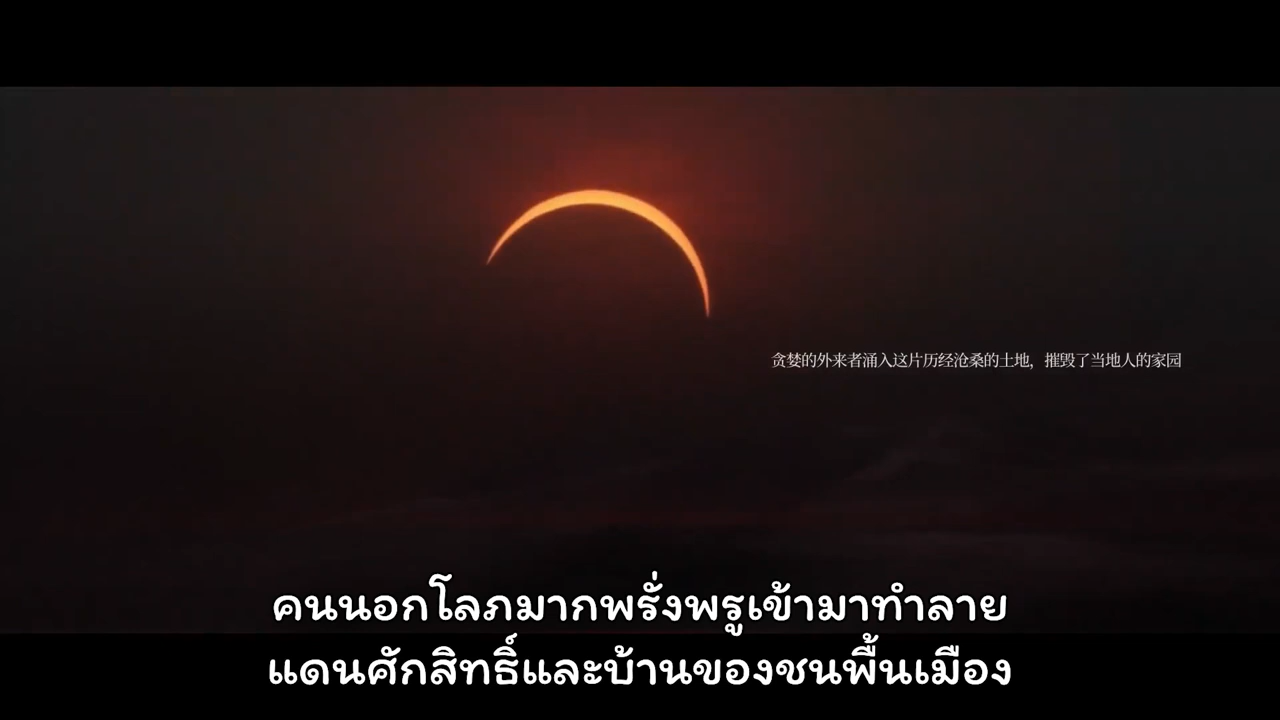 贪婪的外来者涌入这片历经沧桑的土地，摧毁了当地人的家园
คนนอกโลภมากพรั่งพรูเข้ามาทำลาย
แดนศักสิทธิ์และบ้านของชนพื้นเมือง